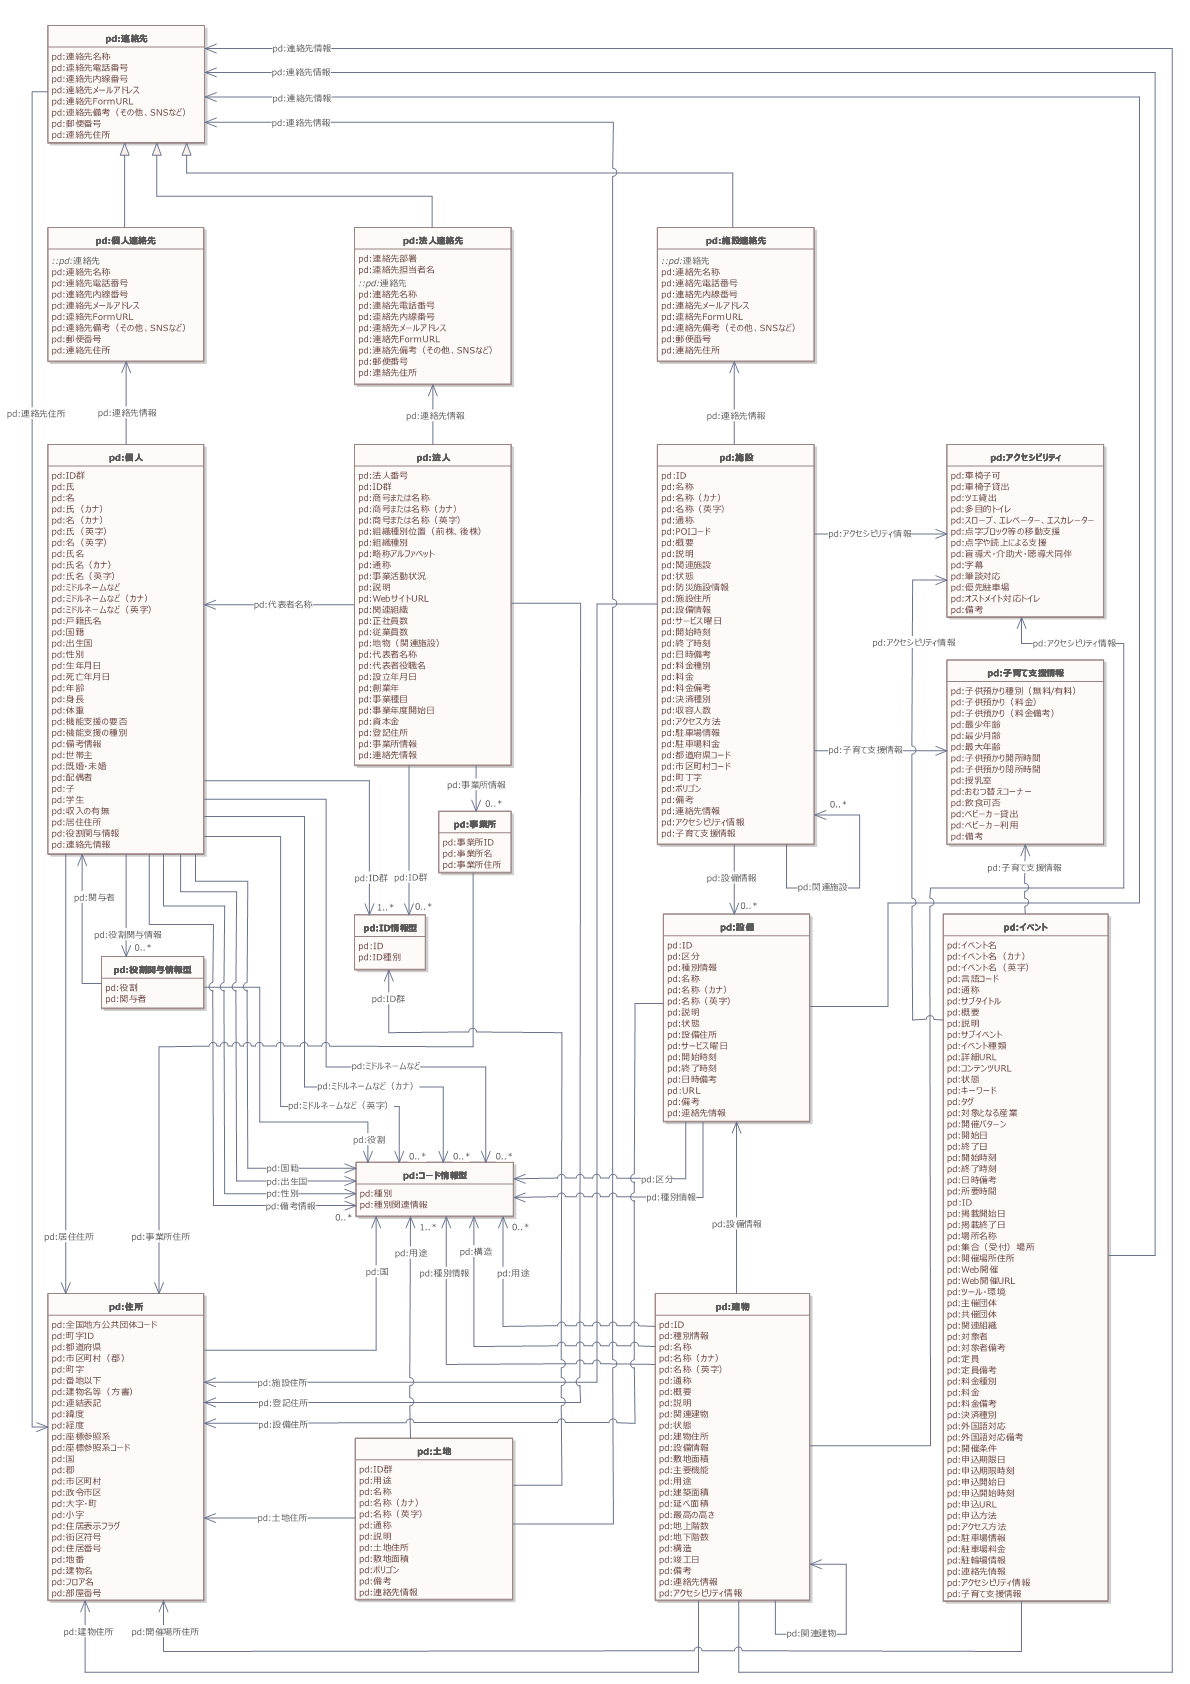 pd:連絡先
pd:連絡先名称
pd:連絡先電話番号
pd:連絡先内線番号
pd:連絡先メールアドレス
pd:連絡先FormURL
pd:連絡先備考（その他、SNSなど）
pd:郵便番号
pd:連絡先住所
pd:連絡先情報
pd:連絡先情報
pd:連絡先情報
pd:連絡先情報
pd:個人連絡先
::pd:連絡先
pd:連絡先名称
pd:連絡先電話番号
pd:連絡先内線番号
pd:連絡先メールアドレス
pd:連絡先FormURL
pd:連絡先備考（その他、SNSなど）
pd:郵便番号
pd:連絡先住所
pd:法人連絡先
pd:連絡先部署
pd:連絡先担当者名
::pd:連絡先
pd:連絡先名称
pd:連絡先電話番号
pd:連絡先内線番号
pd:連絡先メールアドレス
pd:連絡先FormURL
pd:連絡先備考（その他、SNSなど）
pd:郵便番号
pd:連絡先住所
pd:施設連絡先
::pd:連絡先
pd:連絡先名称
pd:連絡先電話番号
pd:連絡先内線番号
pd:連絡先メールアドレス
pd:連絡先FormURL
pd:連絡先備考（その他、SNSなど）
pd:郵便番号
pd:連絡先住所
pd:連絡先住所
pd:連絡先情報
pd:連絡先情報
pd:連絡先情報
pd:個人
pd:ID群
pd:氏
pd:名
pd:氏（カナ）
pd:名（カナ）
pd:氏（英字）
pd:名（英字）
pd:氏名
pd:氏名（カナ）
pd:氏名（英字）
pd:ミドルネームなど
pd:ミドルネームなど（カナ）
pd:ミドルネームなど（英字）
pd:戸籍氏名
pd:国籍
pd:出生国
pd:性別
pd:生年月日
pd:死亡年月日
pd:年齢
pd:身長
pd:体重
pd:機能支援の要否
pd:機能支援の種別
pd:備考情報
pd:世帯主
pd:既婚・未婚
pd:配偶者
pd:子
pd:学生
pd:収入の有無
pd:居住住所
pd:役割関与情報
pd:連絡先情報
pd:代表者名称
pd:法人
pd:法人番号
pd:ID群
pd:商号または名称
pd:商号または名称（カナ）
pd:商号または名称（英字）
pd:組織種別位置（前株、後株）
pd:組織種別
pd:略称アルファベット
pd:通称
pd:事業活動状況
pd:説明
pd:WebサイトURL
pd:関連組織
pd:正社員数
pd:従業員数
pd:地物（関連施設）
pd:代表者名称
pd:代表者役職名
pd:設立年月日
pd:創業年
pd:事業種目
pd:事業年度開始日
pd:資本金
pd:登記住所
pd:事業所情報
pd:連絡先情報
pd:施設
pd:ID
pd:名称
pd:名称（カナ）
pd:名称（英字）
pd:通称
pd:POIコード
pd:概要
pd:説明
pd:関連施設
pd:状態
pd:防災施設情報
pd:施設住所
pd:設備情報
pd:サービス曜日
pd:開始時刻
pd:終了時刻
pd:日時備考
pd:料金種別
pd:料金
pd:料金備考
pd:決済種別
pd:収容人数
pd:アクセス方法
pd:駐車場情報
pd:駐車場料金
pd:都道府県コード
pd:市区町村コード
pd:町丁字
pd:ポリゴン
pd:備考
pd:連絡先情報
pd:アクセシビリティ情報
pd:子育て支援情報
pd:アクセシビリティ情報
pd:アクセシビリティ
pd:車椅子可
pd:車椅子貸出
pd:ツエ貸出
pd:多目的トイレ
pd:スロープ、エレベーター、エスカレーター
pd:点字ブロック等の移動支援
pd:点字や読上による支援
pd:盲導犬・介助犬・聴導犬同伴
pd:字幕
pd:筆談対応
pd:優先駐車場
pd:オストメイト対応トイレ
pd:備考
pd:アクセシビリティ情報
pd:アクセシビリティ情報
pd:子育て支援情報
pd:子供預かり種別（無料/有料）
pd:子供預かり（料金）
pd:子供預かり（料金備考）
pd:最少年齢
pd:最少月齢
pd:最大年齢
pd:子供預かり開所時間
pd:子供預かり閉所時間
pd:授乳室
pd:おむつ替えコーナー
pd:飲食可否
pd:ベビーカー貸出
pd:ベビーカー利用
pd:備考
pd:子育て支援情報
pd:事業所情報
0..*
0..*
pd:事業所
pd:事業所ID
pd:事業所名
pd:事業所住所
pd:子育て支援情報
pd:ID群
pd:ID群
pd:設備情報
pd:関連施設
pd:関与者
1..*
0..*
0..*
pd:ID情報型
pd:ID
pd:ID種別
pd:ID群
pd:役割関与情報
0..*
pd:役割関与情報型
pd:役割
pd:関与者
pd:設備
pd:ID
pd:区分
pd:種別情報
pd:名称
pd:名称（カナ）
pd:名称（英字）
pd:説明
pd:状態
pd:設備住所
pd:サービス曜日
pd:開始時刻
pd:終了時刻
pd:日時備考
pd:URL
pd:備考
pd:連絡先情報
pd:イベント
pd:イベント名
pd:イベント名（カナ）
pd:イベント名（英字）
pd:言語コード
pd:通称
pd:サブタイトル
pd:概要
pd:説明
pd:サブイベント
pd:イベント種類
pd:詳細URL
pd:コンテンツURL
pd:状態
pd:キーワード
pd:タグ
pd:対象となる産業
pd:開催パターン
pd:開始日
pd:終了日
pd:開始時刻
pd:終了時刻
pd:日時備考
pd:所要時間
pd:ID
pd:掲載開始日
pd:掲載終了日
pd:場所名称
pd:集合（受付）場所
pd:開催場所住所
pd:Web開催
pd:Web開催URL
pd:ツール・環境
pd:主催団体
pd:共催団体
pd:関連組織
pd:対象者
pd:対象者備考
pd:定員
pd:定員備考
pd:料金種別
pd:料金
pd:料金備考
pd:決済種別
pd:外国語対応
pd:外国語対応備考
pd:開催条件
pd:申込期限日
pd:申込期限時刻
pd:申込開始日
pd:申込開始時刻
pd:申込URL
pd:申込方法
pd:アクセス方法
pd:駐車場情報
pd:駐車場料金
pd:駐輪場情報
pd:連絡先情報
pd:アクセシビリティ情報
pd:子育て支援情報
pd:ミドルネームなど
pd:ミドルネームなど（カナ）
pd:ミドルネームなど（英字）
pd:役割
0..*
0..*
0..*
pd:国籍
pd:出生国
pd:性別
pd:備考情報
0..*
pd:コード情報型
pd:種別
pd:種別関連情報
pd:区分
pd:種別情報
1..*
0..*
pd:居住住所
pd:事業所住所
pd:国
pd:用途
pd:種別情報
pd:構造
pd:用途
pd:設備情報
pd:住所
pd:全国地方公共団体コード
pd:町字ID
pd:都道府県
pd:市区町村（郡）
pd:町字
pd:番地以下
pd:建物名等（方書）
pd:連結表記
pd:緯度
pd:経度
pd:座標参照系
pd:座標参照系コード
pd:国
pd:郡
pd:市区町村
pd:政令市区
pd:大字・町
pd:小字
pd:住居表示フラグ
pd:街区符号
pd:住居番号
pd:地番
pd:建物名
pd:フロア名
pd:部屋番号
pd:施設住所
pd:登記住所
pd:設備住所
pd:土地住所
pd:土地
pd:ID群
pd:用途
pd:名称
pd:名称（カナ）
pd:名称（英字）
pd:通称
pd:説明
pd:土地住所
pd:敷地面積
pd:ポリゴン
pd:備考
pd:連絡先情報
pd:建物
pd:ID
pd:種別情報
pd:名称
pd:名称（カナ）
pd:名称（英字）
pd:通称
pd:概要
pd:説明
pd:関連建物
pd:状態
pd:建物住所
pd:設備情報
pd:敷地面積
pd:主要機能
pd:用途
pd:建築面積
pd:延べ面積
pd:最高の高さ
pd:地上階数
pd:地下階数
pd:構造
pd:竣工日
pd:備考
pd:連絡先情報
pd:アクセシビリティ情報
pd:建物住所
pd:開催場所住所
pd:関連建物